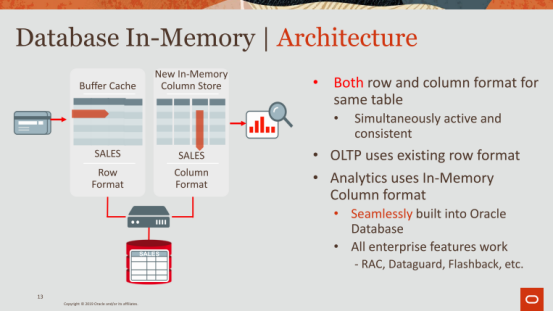 Database In-Memory | Architecture
Buffer Cache
New In-Memory
Column Store
SALES
SALES
Row
Format
Column
Format
SALES
• Both row and column format for
same table
• Simultaneously active and
consistent
• OLTP uses existing row format
• Analytics uses In-Memory
Column format
• Seamlessly built into Oracle
Database
• All enterprise features work
- RAC, Dataguard, Flashback, etc.
13
Copyright © 2019 Oracle and/or its affiliates.